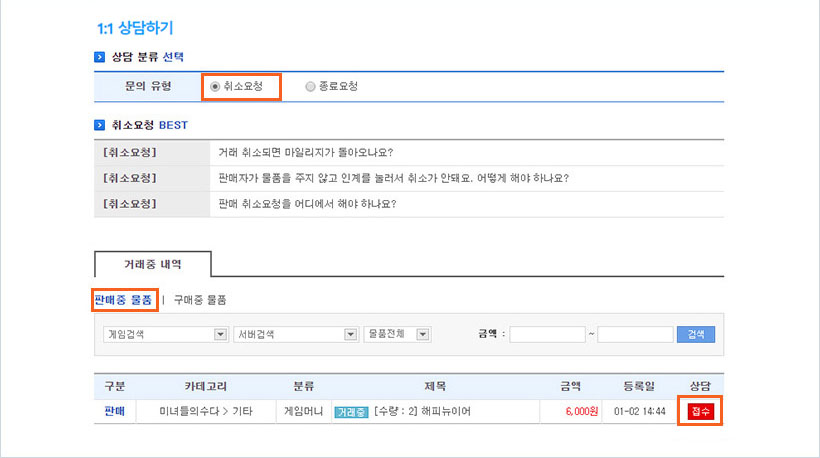 1:1 상담하기
상담 분류 선택
문의 유형 취소요청 종료요청
취소요청 BEST
[취소요청] 거래 취소되면 마일리지가 돌아오나요?
[취소요청] 판매자가 물품을 주지 않고 인계를 눌러서 취소가 안돼요. 어떻게 해야 하나요?
[취소요청] 판매 취소요청을 어디에서 해야 하나요?
거래중 내역
판매중 물품 | 구매중 물품
게임검색 서버검색 물품전체 금액 : ~ 검색
구분 카테고리 분류 제목 금액 등록일 상담
판매 미녀들의수다 > 기타 게임머니 거래중 [수량 : 2] 해피뉴이어 6,000원 01-02 14:44 접수